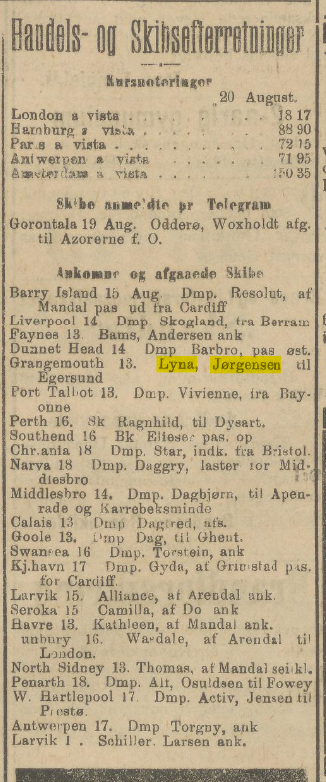 Handels- og Skibsefterretninger
Kursnoteringer
20 August.
London a vista . . . . . . . . 18 17
Hamburg a vista . . . . . . . 88 90
Paris a vista . . . . . . . . . 72 15
Antwerpen a vista . . . . . . 71 95
Amsterdam a vista . . . . . . 150 35
Skibe anmeldte pr Telegram
Gorontala 19 Aug. Odderø, Woxholdt afg.
til Azorerne f. O.
Ankomne og afgaaede Skibe
Barry Island 15 Aug. Dmp. Resolut, af
Mandal pas ud fra Cardiff
Liverpool 14 Dmp. Skogland, fra Berram
Faynes 13. Bams, Andersen ank
Dunnet Head 14 Dmp Barbro, pas øst.
Grangemouth 13. Lyna, Jørgensen til
Egersund
Port Talbot 13. Dmp. Vivienne, fra Bay-
onne
Perth 16. Sk Ragnhild, til Dysart.
Southend 16 Bk Elieser pas. op
Chr.ania 18 Dmp. Star, indk. fra Bristol.
Narva 18 Dmp. Daggry, laster for Mid-
dlesbro
Middlesbro 14. Dmp. Dagbjørn, til Apen-
rade og Karrebeksminde
Calais 13 Dmp Dagfred, afs.
Goole 13. Dmp Dag, til Ghent.
Swansea 16 Dmp. Torstein, ank
Kj.havn 17 Dmp. Gyda, af Grimstad pas.
for Cardiff
Larvik 15. Alliance, af Arendal ank.
Seroka 15 Camilla, af Do ank
Havre 13. Kathleen, af Mandal ank.
unbury 16. Wasdale, af Arendal til
London.
North Sidney 13. Thomas, af Mandal seilkl.
Penarth 18. Dmp. Alt, Osuldsen til Fowey
W. Hartlepool 17. Dmp. Activ, Jensen til
Præstø.
Antwerpen 17. Dmp Torgny, ank
Larvik 1 . Schiller. Larsen ank.